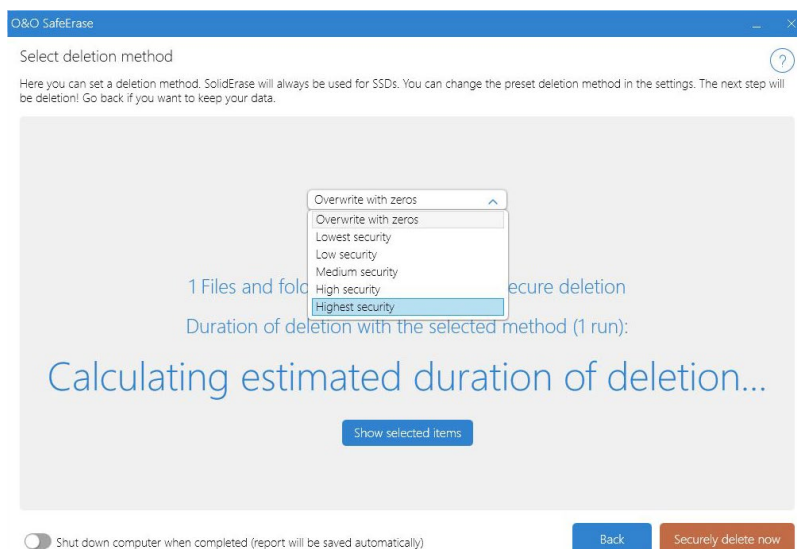 O&O SafeErase
Select deletion method
?
Here you can set a deletion method. SolidErase will always be used for SSDs. You can change the preset deletion method in the settings. The next step will
be deletion! Go back if you want to keep your data.
Overwrite with zeros
Overwrite with zeros
Lowest security
Low security
Medium security
High security
Highest security
1 Files and fol ecure deletion
Duration of deletion with the selected method (1 run):
Calculating estimated duration of deletion...
Show selected items
Shut down computer when completed (report will be saved automatically)
Back
Securely delete now